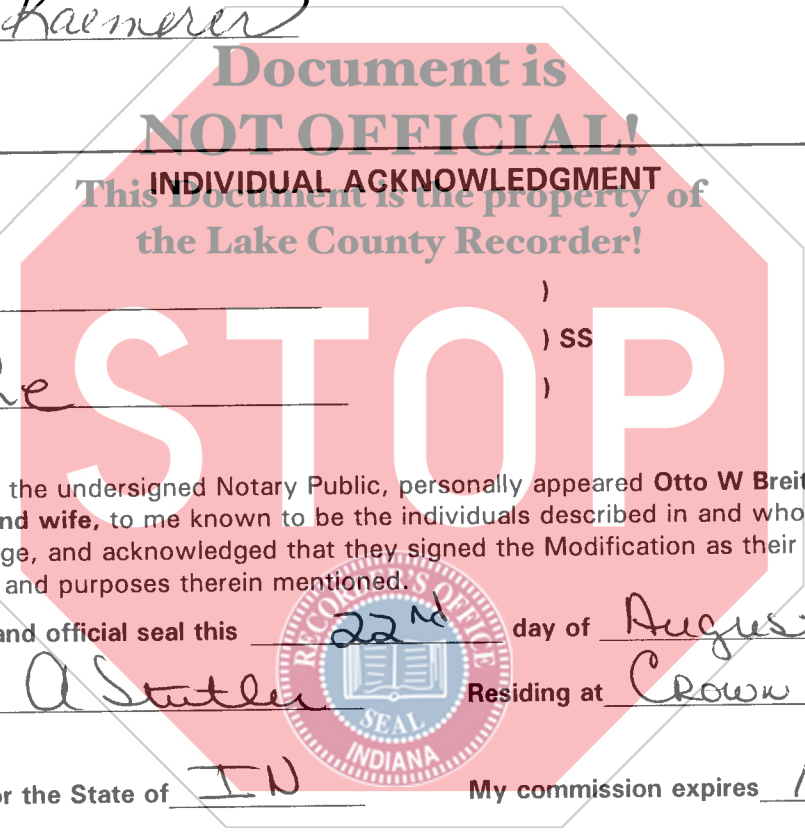 Kaemerer
Document is
NOT OFFICIAL!
INDIVIDUAL ACKNOWLEDGMENT
This Document is the property of
the Lake County Recorder!
)
) SS
)
STOP
the undersigned Notary Public, personally appeared Otto W Breit
nd wife, to me known to be the individuals described in and who
ge, and acknowledged that they signed the Modification as their
and purposes therein mentioned.
and official seal this 22nd day of Augus
A Stutler Residing at Crown
RECORDER'S OFFICE
SEAL
INDIANA
or the State of IN My commission expires